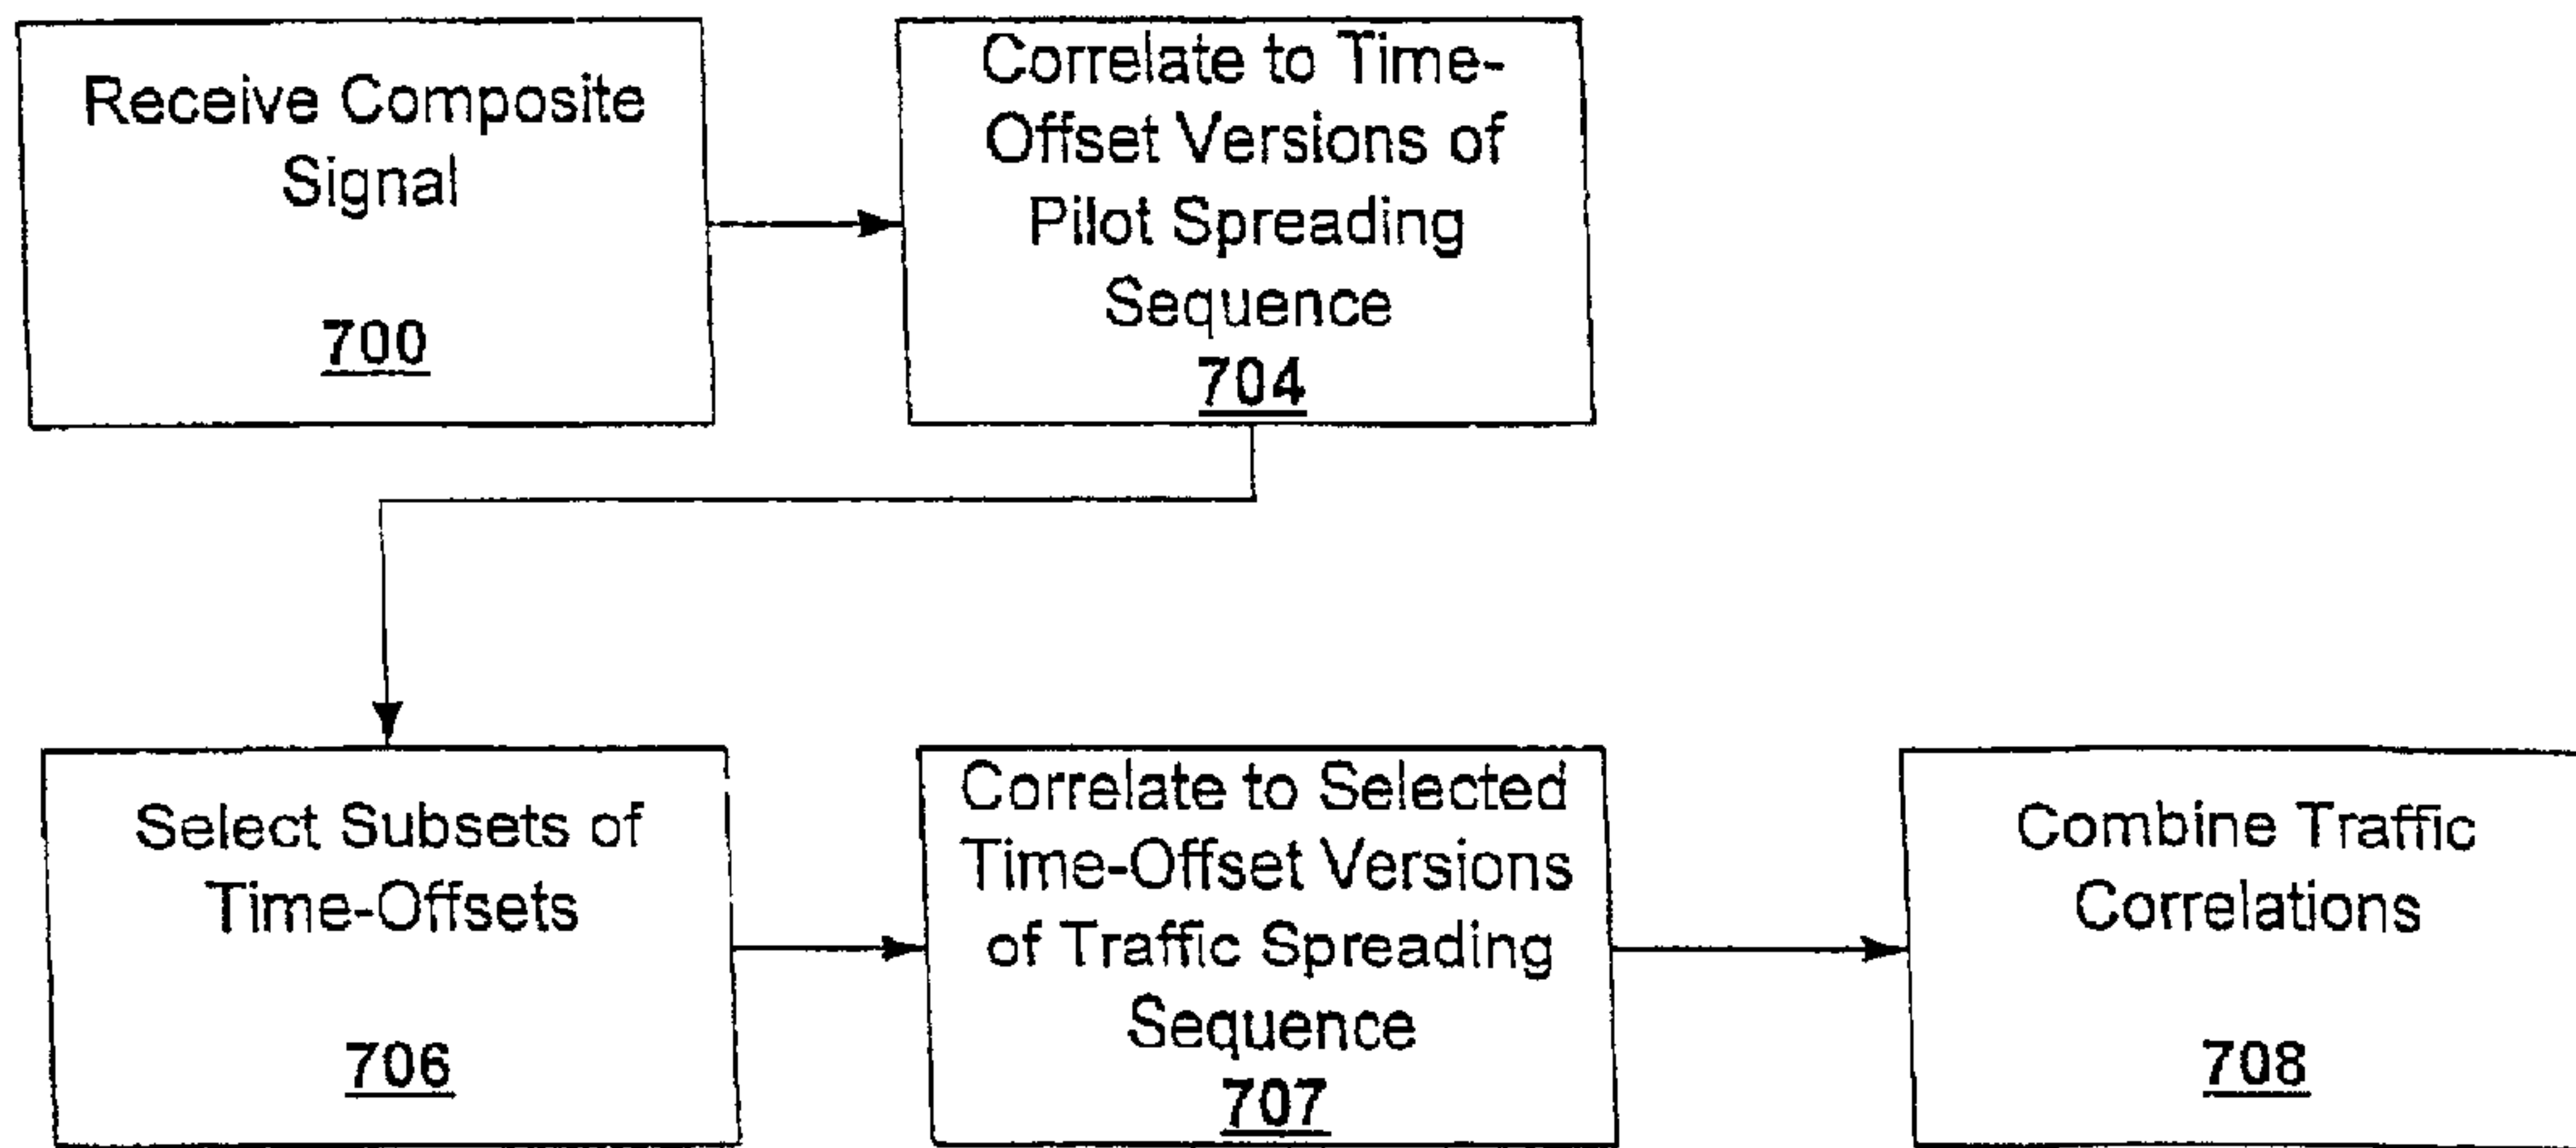 Receive Composite
Signal
700
Correlate to Time-
Offset Versions of
Pilot Spreading
Sequence
704
Select Subsets of
Time-Offsets
706
Correlate to Selected
Time-Offset Versions
of Traffic Spreading
Sequence
707
Combine Traffic
Correlations
708